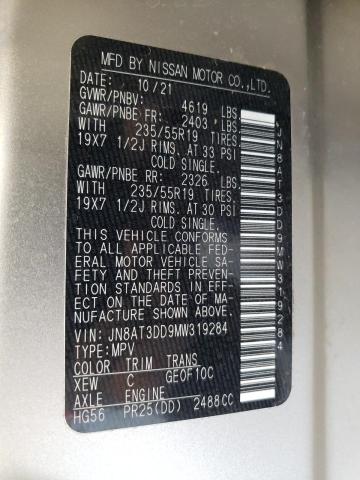 MFD BY NISSAN MOTOR CO.,LTD.
DATE: 10/21
GVWR/PNBV: 4619 LBS.
GAWR/PNBE FR: 2403 LBS.
WITH 235/55R19 TIRES.
19X7 1/2J RIMS. AT 33 PSI
COLD SINGLE.
GAWR/PNBE RR: 2326 LBS.
WITH 235/55R19 TIRES.
19X7 1/2J RIMS. AT 30 PSI
COLD SINGLE.
THIS VEHICLE CONFORMS
TO ALL APPLICABLE FED-
ERAL MOTOR VEHICLE SA-
FETY AND THEFT PREVEN-
TION STANDARDS IN EFF-
ECT ON THE DATE OF MA-
NUFACTURE SHOWN ABOVE.
VIN: JN8AT3DD9MW319284
TYPE:MPV
COLOR TRIM TRANS
XEW C GE0F10C
AXLE ENGINE
HG56 PR25(DD) 2488CC
JN8AT3DD9MW319284